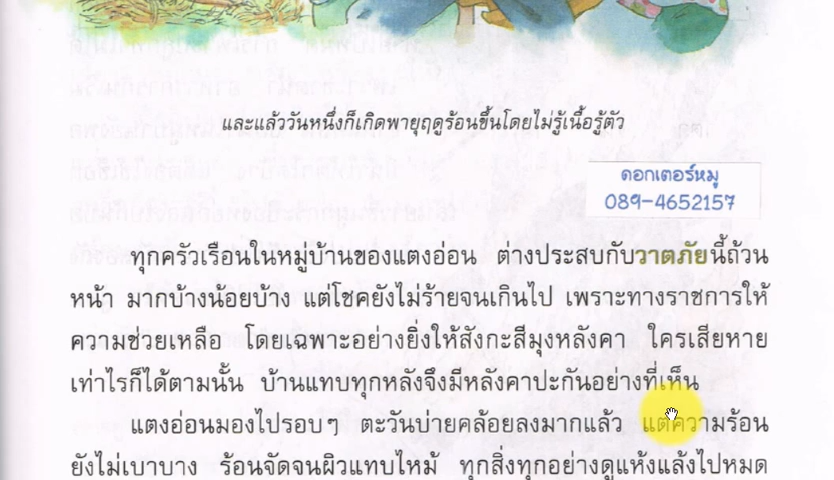 และแล้ววันหนึ่งก็เกิดพายุฤดูร้อนขึ้นโดยไม่รู้เนื้อรู้ตัว
ดอกเตอร์หมู
089-4652157
ทุกครัวเรือนในหมู่บ้านของแตงอ่อน ต่างประสบกับวาตภัยนี้ถ้วน
หน้า มากบ้างน้อยบ้าง แต่โชคยังไม่ร้ายจนเกินไป เพราะทางราชการให้
ความช่วยเหลือ โดยเฉพาะอย่างยิ่งให้สังกะสีมุงหลังคา ใครเสียหาย
เท่าไรก็ได้ตามนั้น บ้านแทบทุกหลังจึงมีหลังคาปะกันอย่างที่เห็น
แตงอ่อนมองไปรอบๆ ตะวันบ่ายคล้อยลงมากแล้ว แต่ความร้อน
ยังไม่เบาบาง ร้อนจัดจนผิวแทบไหม้ ทุกสิ่งทุกอย่างดูแห้งแล้งไปหมด